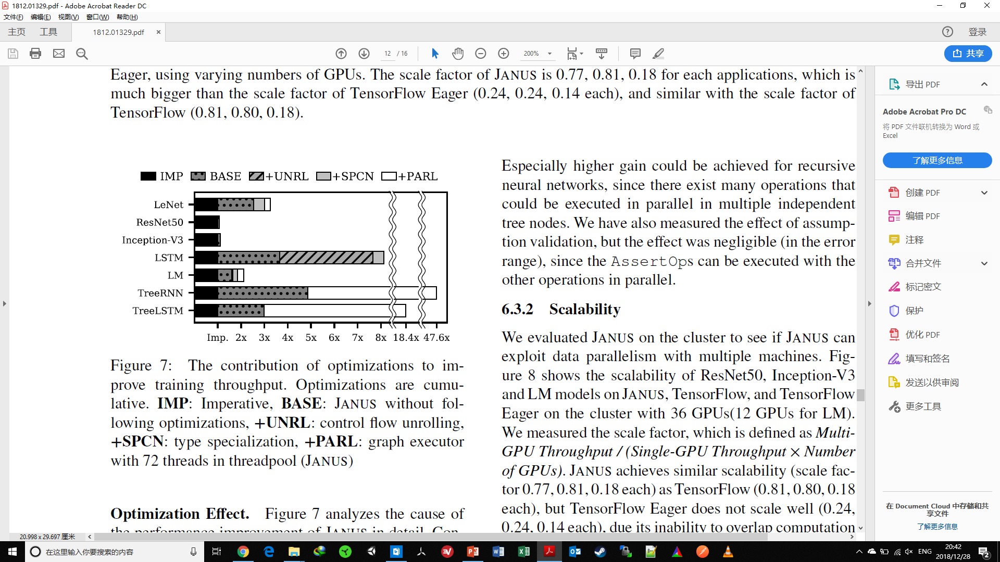 1812.01329.pdf - Adobe Acrobat Reader DC
文件(F) 编辑(E) 视图(V) 窗口(W) 帮助(H)
主页 工具 1812.01329.pdf × 登录
12 / 16 200% 共享
Eager, using varying numbers of GPUs. The scale factor of JANUS is 0.77, 0.81, 0.18 for each applications, which is
much bigger than the scale factor of TensorFlow Eager (0.24, 0.24, 0.14 each), and similar with the scale factor of
TensorFlow (0.81, 0.80, 0.18).
IMP BASE +UNRL +SPCN +PARL
LeNet
ResNet50
Inception-V3
LSTM
LM
TreeRNN
TreeLSTM
Imp. 2x 3x 4x 5x 6x 7x 8x 18.4x 47.6x
Figure 7: The contribution of optimizations to im-
prove training throughput. Optimizations are cumu-
lative. IMP: Imperative, BASE: JANUS without fol-
lowing optimizations, +UNRL: control flow unrolling,
+SPCN: type specialization, +PARL: graph executor
with 72 threads in threadpool (JANUS)
Optimization Effect. Figure 7 analyzes the cause of
the performance improvement of JANUS in detail. Con-
Especially higher gain could be achieved for recursive
neural networks, since there exist many operations that
could be executed in parallel in multiple independent
tree nodes. We have also measured the effect of assump-
tion validation, but the effect was negligible (in the error
range), since the AssertOps can be executed with the
other operations in parallel.
6.3.2 Scalability
We evaluated JANUS on the cluster to see if JANUS can
exploit data parallelism with multiple machines. Fig-
ure 8 shows the scalability of ResNet50, Inception-V3
and LM models on JANUS, TensorFlow, and TensorFlow
Eager on the cluster with 36 GPUs(12 GPUs for LM).
We measured the scale factor, which is defined as Multi-
GPU Throughput / (Single-GPU Throughput × Number
of GPUs). JANUS achieves similar scalability (scale fac-
tor 0.77, 0.81, 0.18 each) as TensorFlow (0.81, 0.80, 0.18
each), but TensorFlow Eager does not scale well (0.24,
0.24, 0.14 each), due its inability to overlap computation
导出 PDF
Adobe Acrobat Pro DC
将 PDF 文件联机转换为 Word 或
Excel
了解更多信息
创建 PDF
编辑 PDF
注释
合并文件
标记密文
保护
优化 PDF
填写和签名
发送以供审阅
更多工具
在 Document Cloud 中存储和共
享文件
了解更多信息
20.998 x 29.697 厘米
在这里输入你要搜索的内容
ENG
20:42
2018/12/28
2